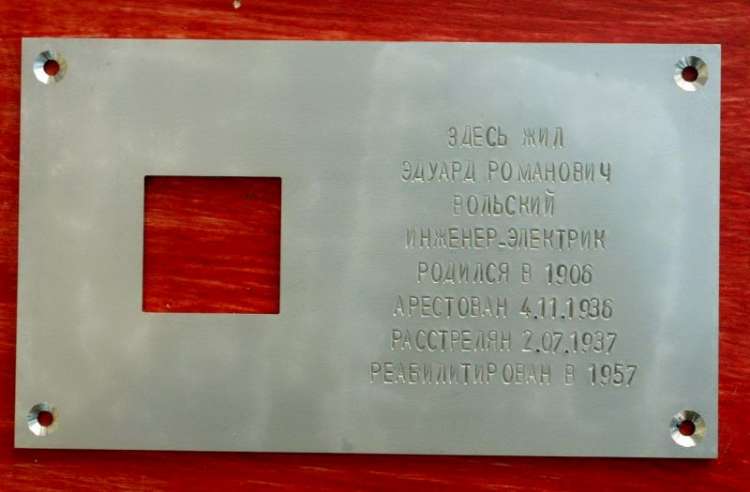 ЗДЕСЬ ЖИЛ
ЭДУАРД РОМАНОВИЧ
ВОЛЬСКИЙ
ИНЖЕНЕР-ЭЛЕКТРИК
РОДИЛСЯ В 1906
АРЕСТОВАН 4.11.1936
РАССТРЕЛЯН 2.07.1937
РЕАБИЛИТИРОВАН В 1957